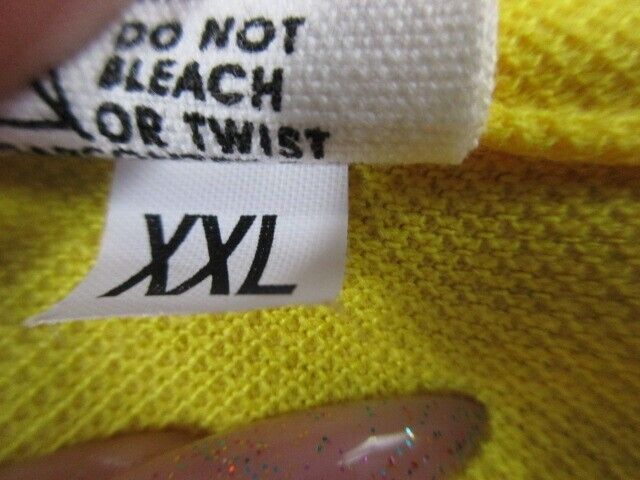 DO NOT
BLEACH
OR TWIST
XXL